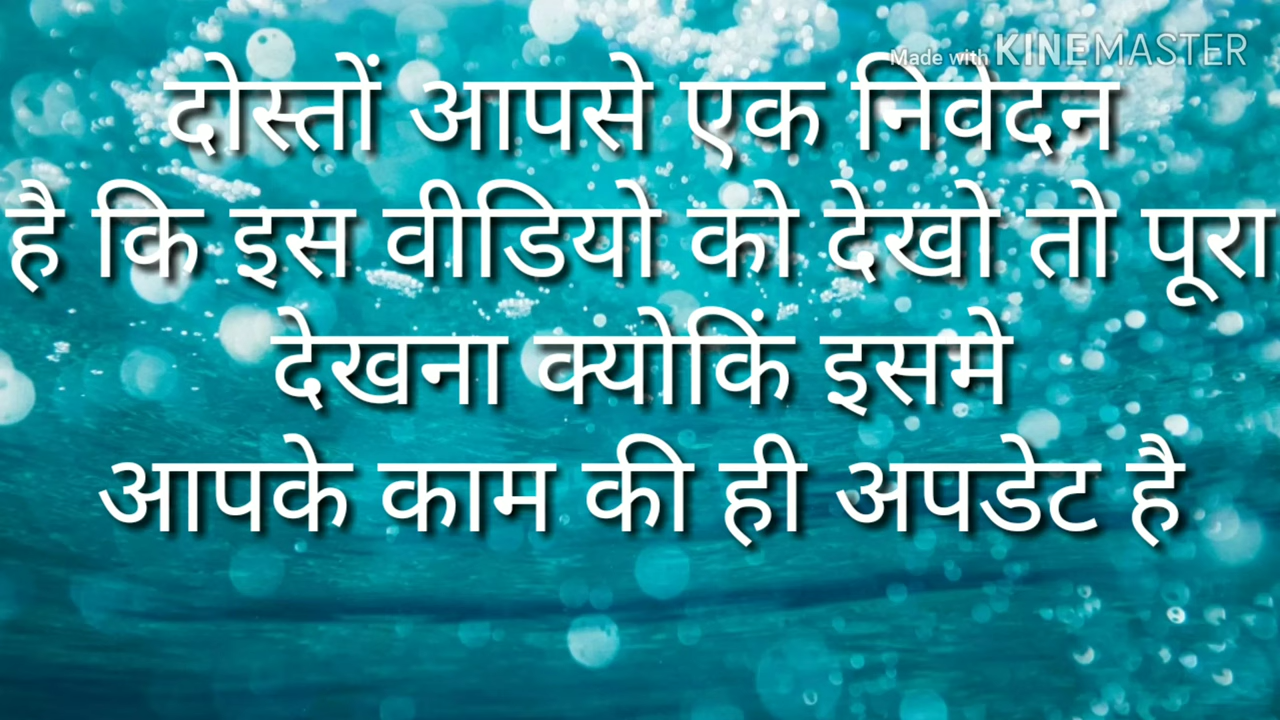 Made with KINEMASTER
दोस्तों आपसे एक निवेदन
है कि इस वीडियो को देखो तो पूरा
देखना क्योकिं इसमे
आपके काम की ही अपडेट है